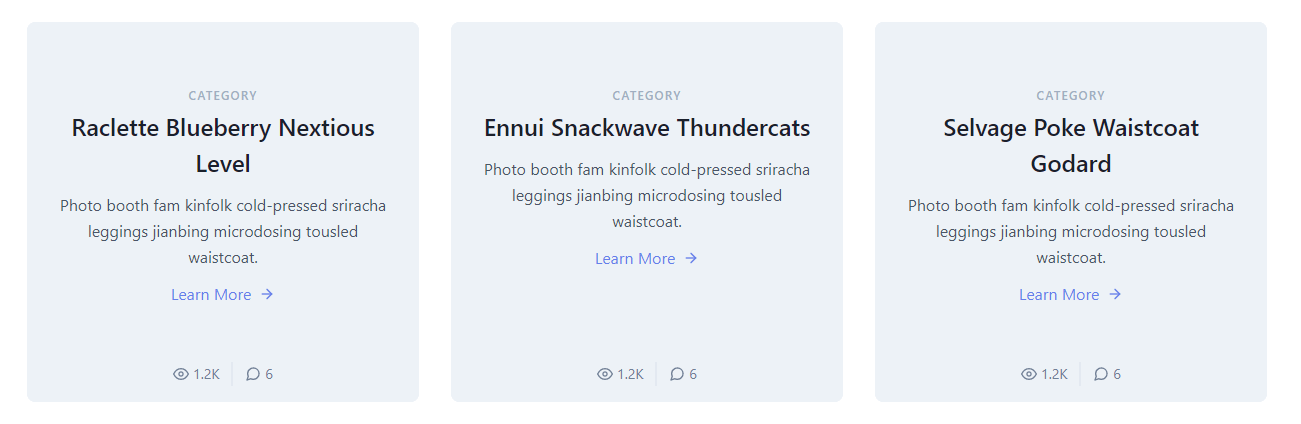 CATEGORY
Raclette Blueberry Nextious
Level
Photo booth fam kinfolk cold-pressed sriracha
leggings jianbing microdosing tousled
waistcoat.
Learn More →
1.2K 6
CATEGORY
Ennui Snackwave Thundercats
Photo booth fam kinfolk cold-pressed sriracha
leggings jianbing microdosing tousled
waistcoat.
Learn More →
1.2K 6
CATEGORY
Selvage Poke Waistcoat
Godard
Photo booth fam kinfolk cold-pressed sriracha
leggings jianbing microdosing tousled
waistcoat.
Learn More →
1.2K 6